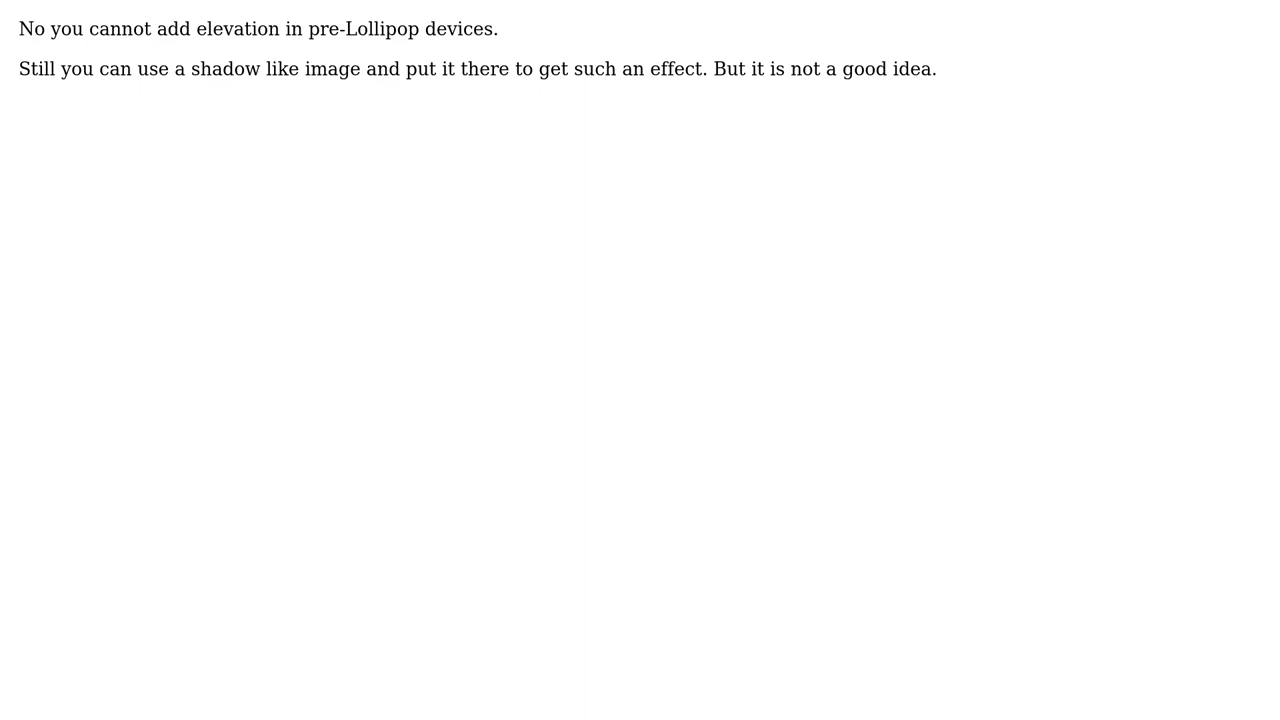 No you cannot add elevation in pre-Lollipop devices.
Still you can use a shadow like image and put it there to get such an effect. But it is not a good idea.